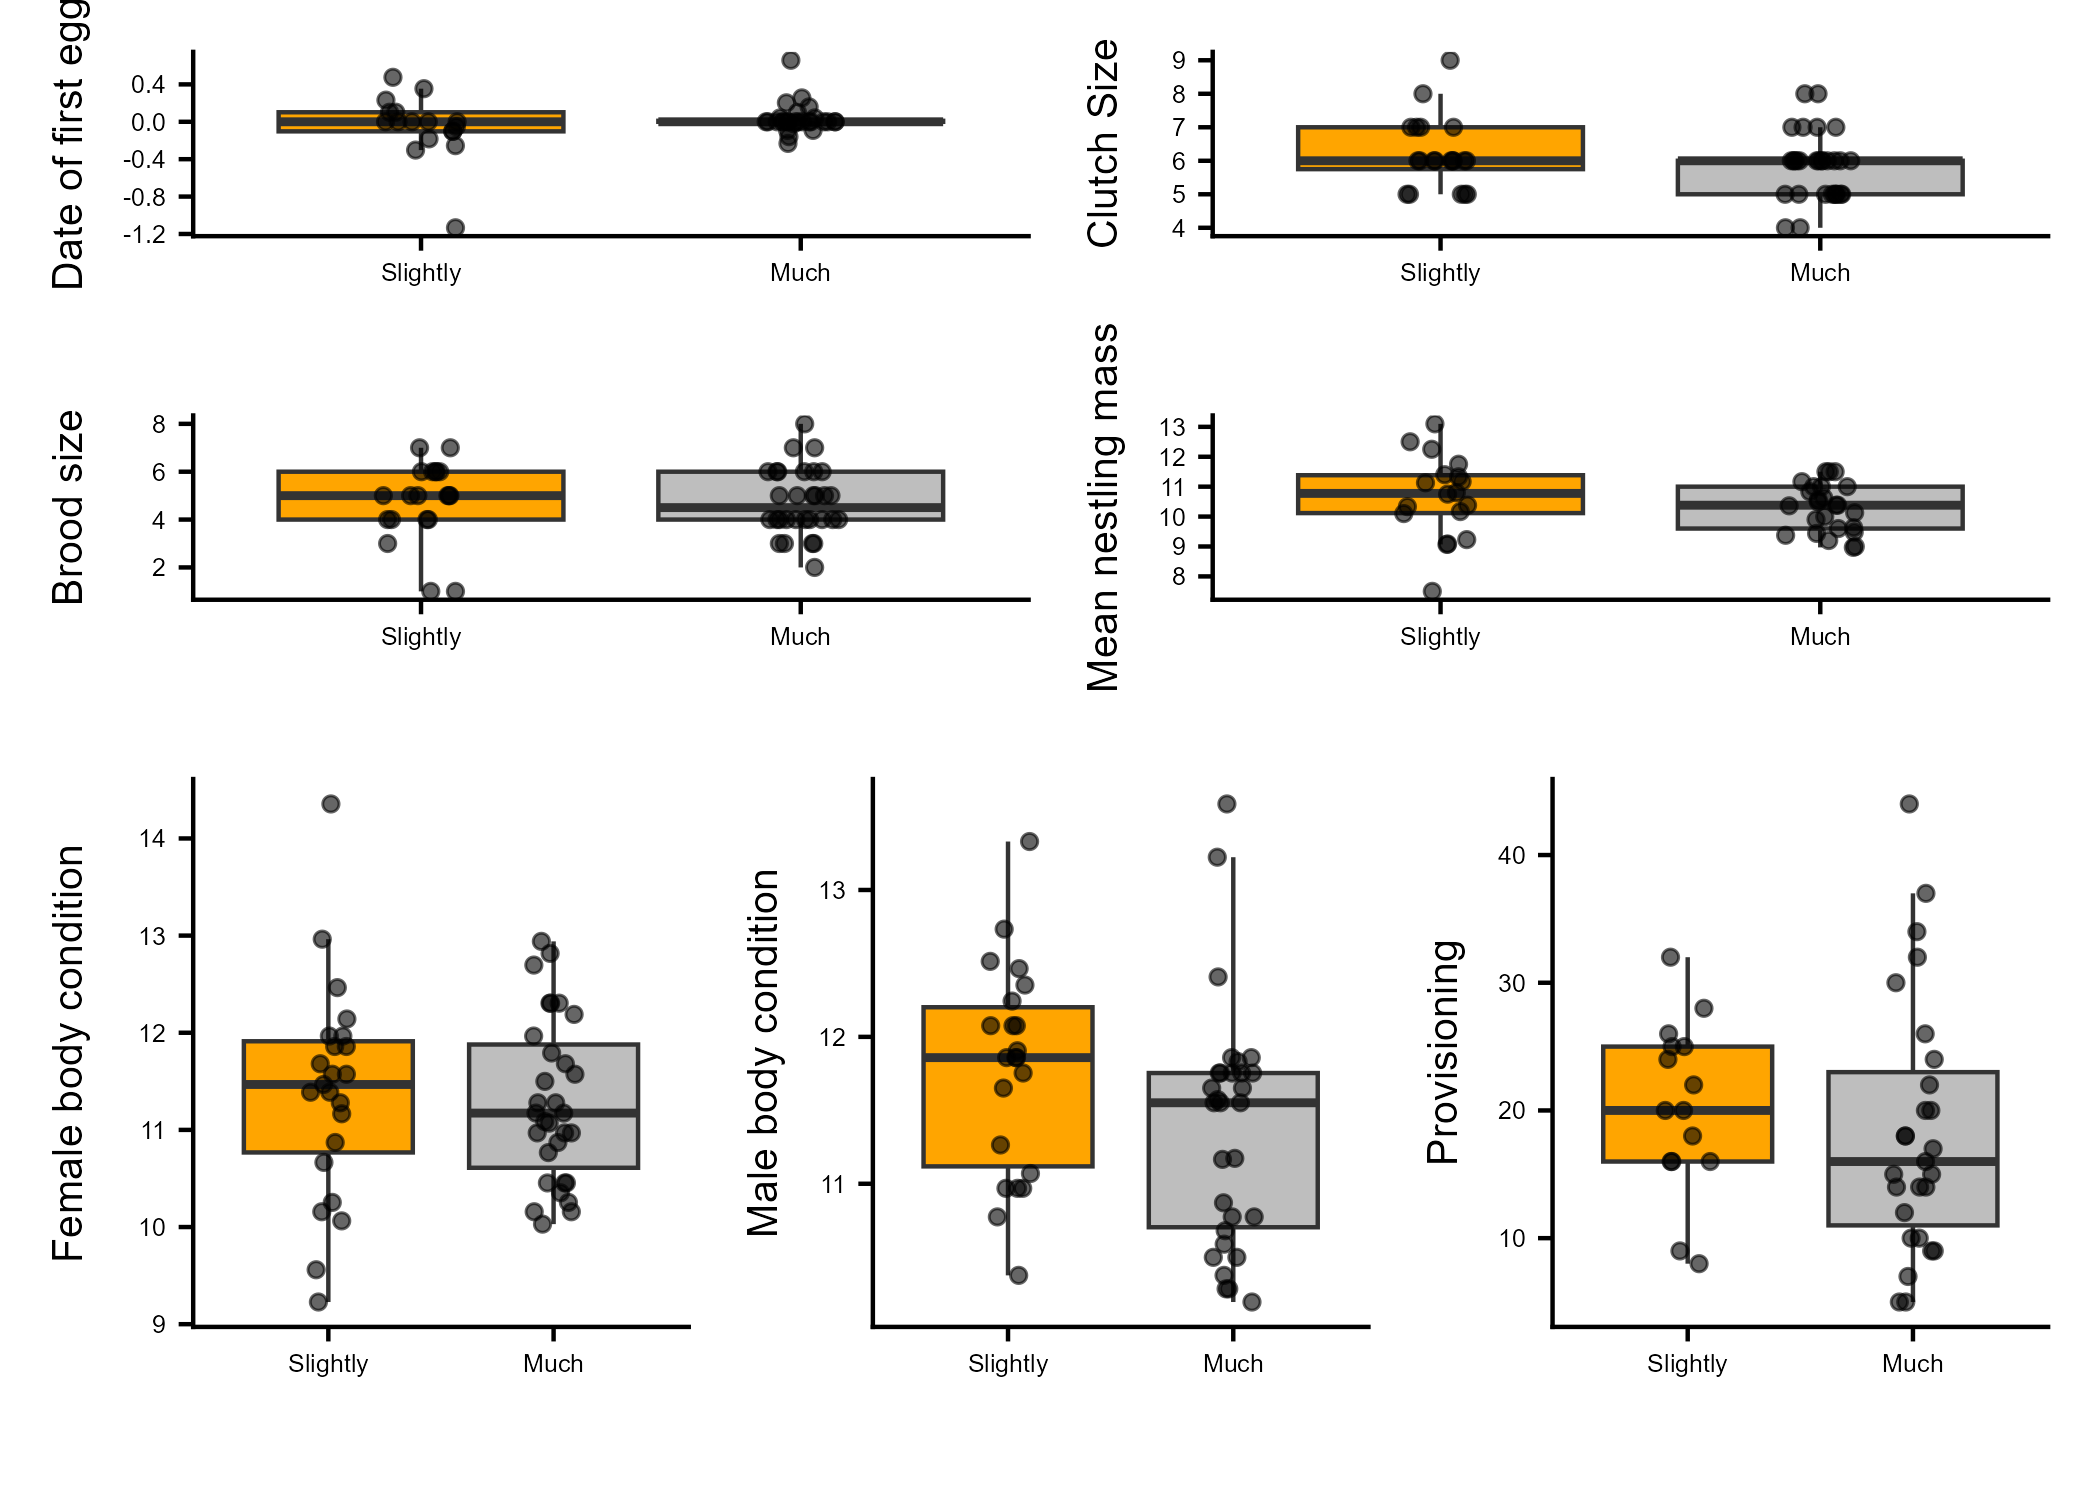 Date of first egg
0.4
0.0
-0.4
-0.8
-1.2
Slightly
Much
Clutch Size
9
8
7
6
5
4
Slightly
Much
Brood size
8
6
4
2
Slightly
Much
Mean nestling mass
13
12
11
10
9
8
Slightly
Much
Female body condition
14
13
12
11
10
9
Slightly
Much
Male body condition
13
12
11
Slightly
Much
Provisioning
40
30
20
10
Slightly
Much